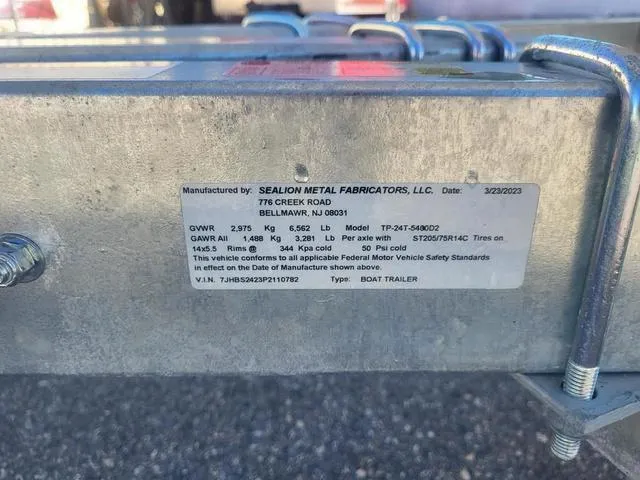 Manufactured by: SEALION METAL FABRICATORS, LLC. Date: 3/23/2023
776 CREEK ROAD
BELLMAWR, NJ 08031
GVWR 2,975 Kg 6,562 Lb Model TP-24T-5480D2
GAWR All 1,488 Kg 3,281 Lb Per axle with ST205/75R14C Tires on
14x5.5 Rims @ 344 Kpa cold 50 Psi cold
This vehicle conforms to all applicable Federal Motor Vehicle Safety Standards
in effect on the Date of Manufacture shown above.
V.I.N. 7JHBS2423P2110782 Type: BOAT TRAILER